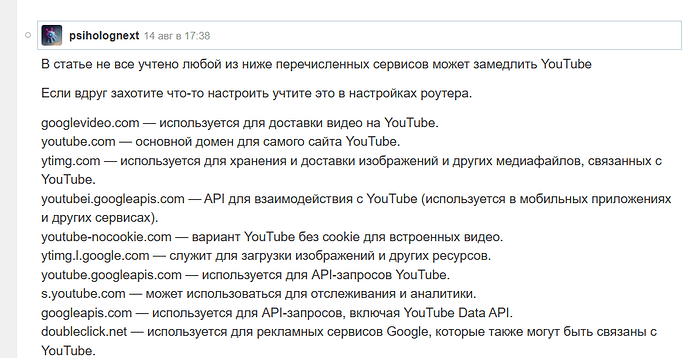 psiholognext 14 авг в 17:38
В статье не все учтено любой из ниже перечисленных сервисов может замедлить YouTube
Если вдруг захотите что-то настроить учтите это в настройках роутера.
googlevideo.com — используется для доставки видео на YouTube.
youtube.com — основной домен для самого сайта YouTube.
ytimg.com — используется для хранения и доставки изображений и других медиафайлов, связанных с
YouTube.
youtubei.googleapis.com — API для взаимодействия с YouTube (используется в мобильных приложениях
и других сервисах).
youtube-nocookie.com — вариант YouTube без cookie для встроенных видео.
ytimg.l.google.com — служит для загрузки изображений и других ресурсов.
youtube.googleapis.com — используется для API-запросов YouTube.
s.youtube.com — может использоваться для отслеживания и аналитики.
googleapis.com — используется для API-запросов, включая YouTube Data API.
doubleclick.net — используется для рекламных сервисов Google, которые также могут быть связаны с
YouTube.